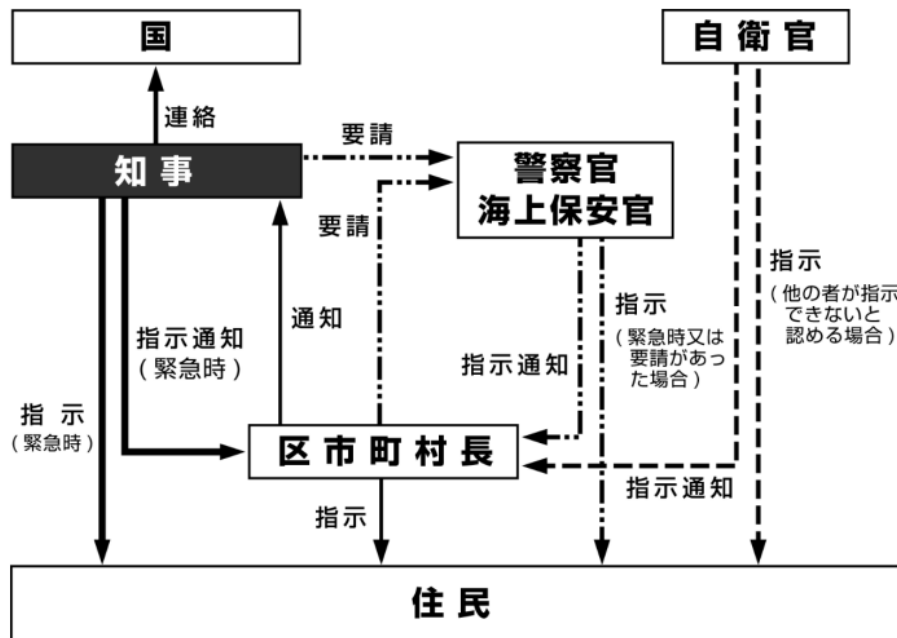 国
自衛官
連絡
知事
要請
警察官
海上保安官
要請
通知
指示通知
(緊急時)
指示
(緊急時)
指示通知
指示
(緊急時又は
要請があっ
た場合)
指示
(他の者が指示
できないと
認める場合)
区市町村長
指示通知
指示
住民